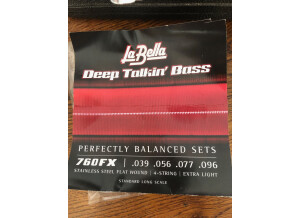 La Bella
Deep Talkin' Bass
PERFECTLY BALANCED SETS
760FX | .039 .056 .077 .096
STAINLESS STEEL FLAT WOUND | 4-STRING | EXTRA LIGHT
STANDARD LONG SCALE